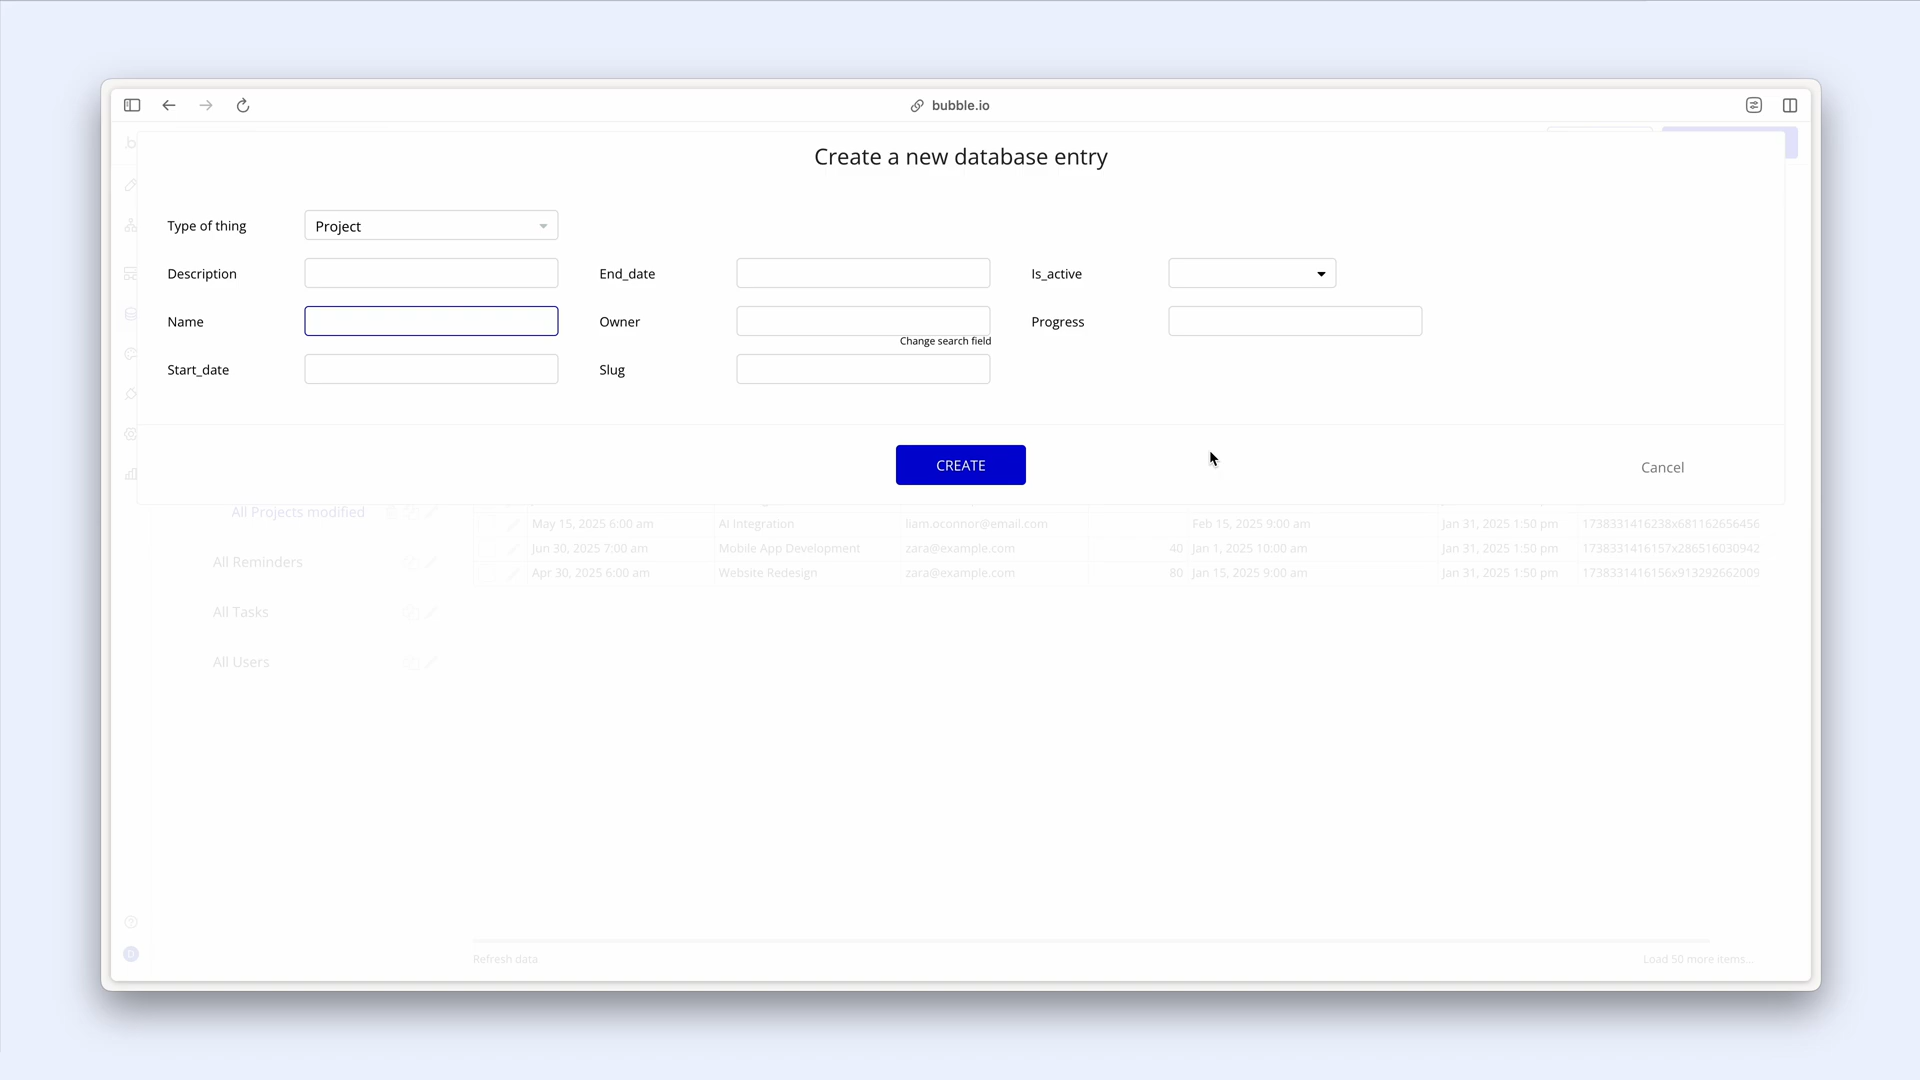 bubble.io
Create a new database entry
Type of thing Project
Description End_date Is_active
Name Owner Progress
Change search field
Start_date Slug
CREATE
Cancel
All Projects modified
May 15, 2025 6:00 am AI Integration liam.oconnor@email.com Feb 15, 2025 9:00 am Jan 31, 2025 1:50 pm 1738331416238x681162656456
Jun 30, 2025 7:00 am Mobile App Development zara@example.com 40 Jan 1, 2025 10:00 am Jan 31, 2025 1:50 pm 1738331416157x286516030942
All Reminders
Apr 30, 2025 6:00 am Website Redesign zara@example.com 80 Jan 15, 2025 9:00 am Jan 31, 2025 1:50 pm 1738331416156x913292662009
All Tasks
All Users
D
Refresh data
Load 50 more items...